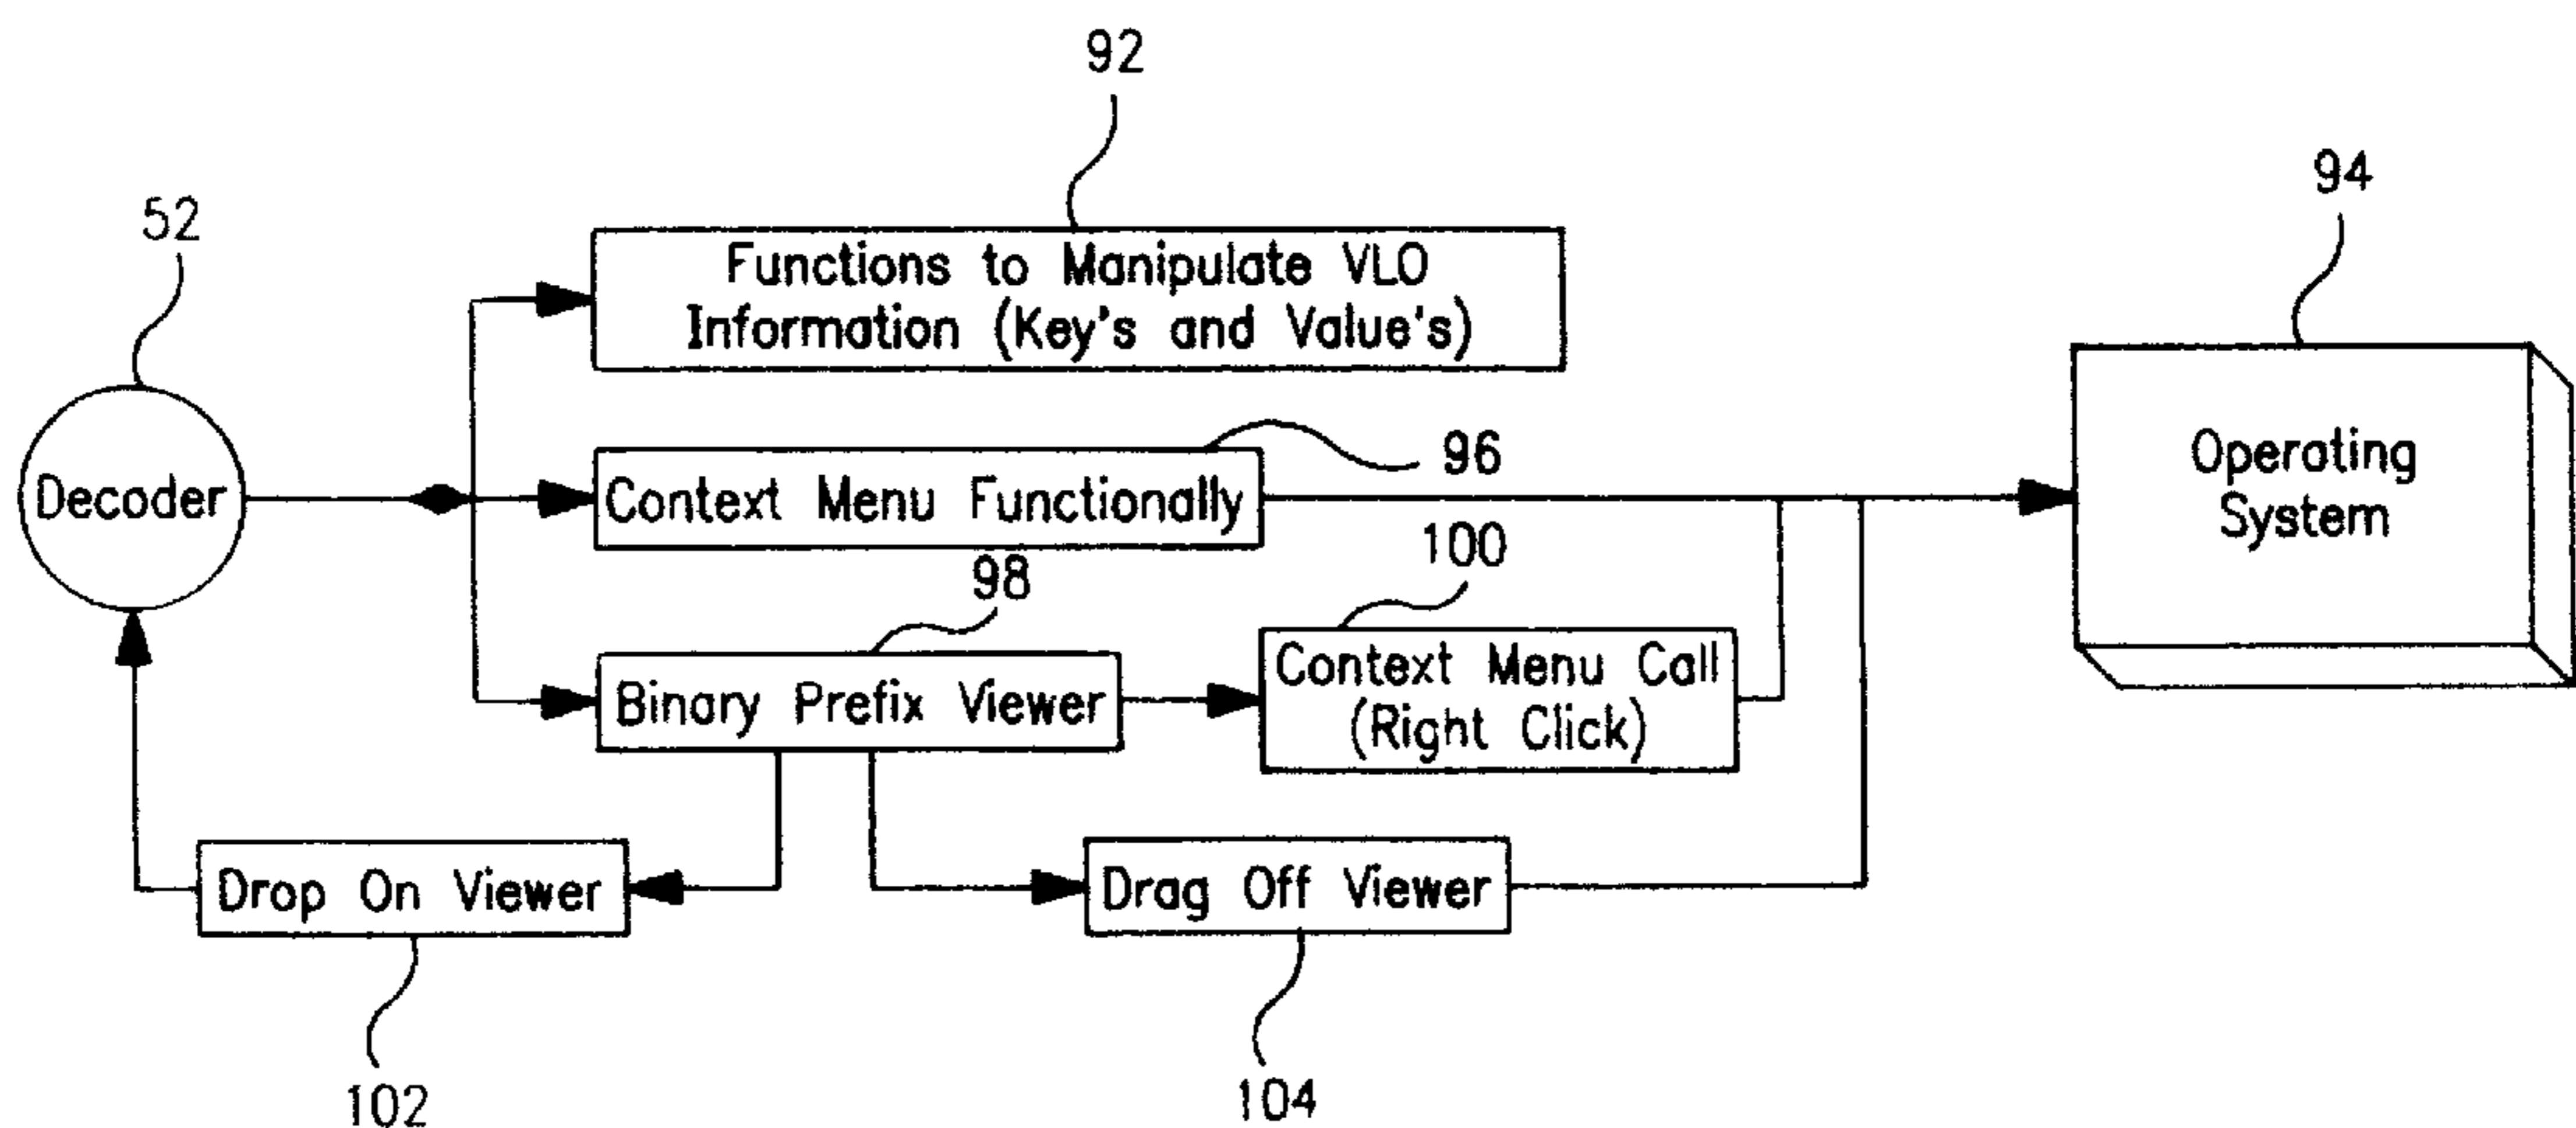 92
94
52
Functions to Manipulate VLO
Information (Key's and Value's)
96
Operating
System
Decoder
Context Menu Functionally
100
98
Context Menu Call
(Right Click)
Binary Prefix Viewer
Drop On Viewer
Drag Off Viewer
102
104